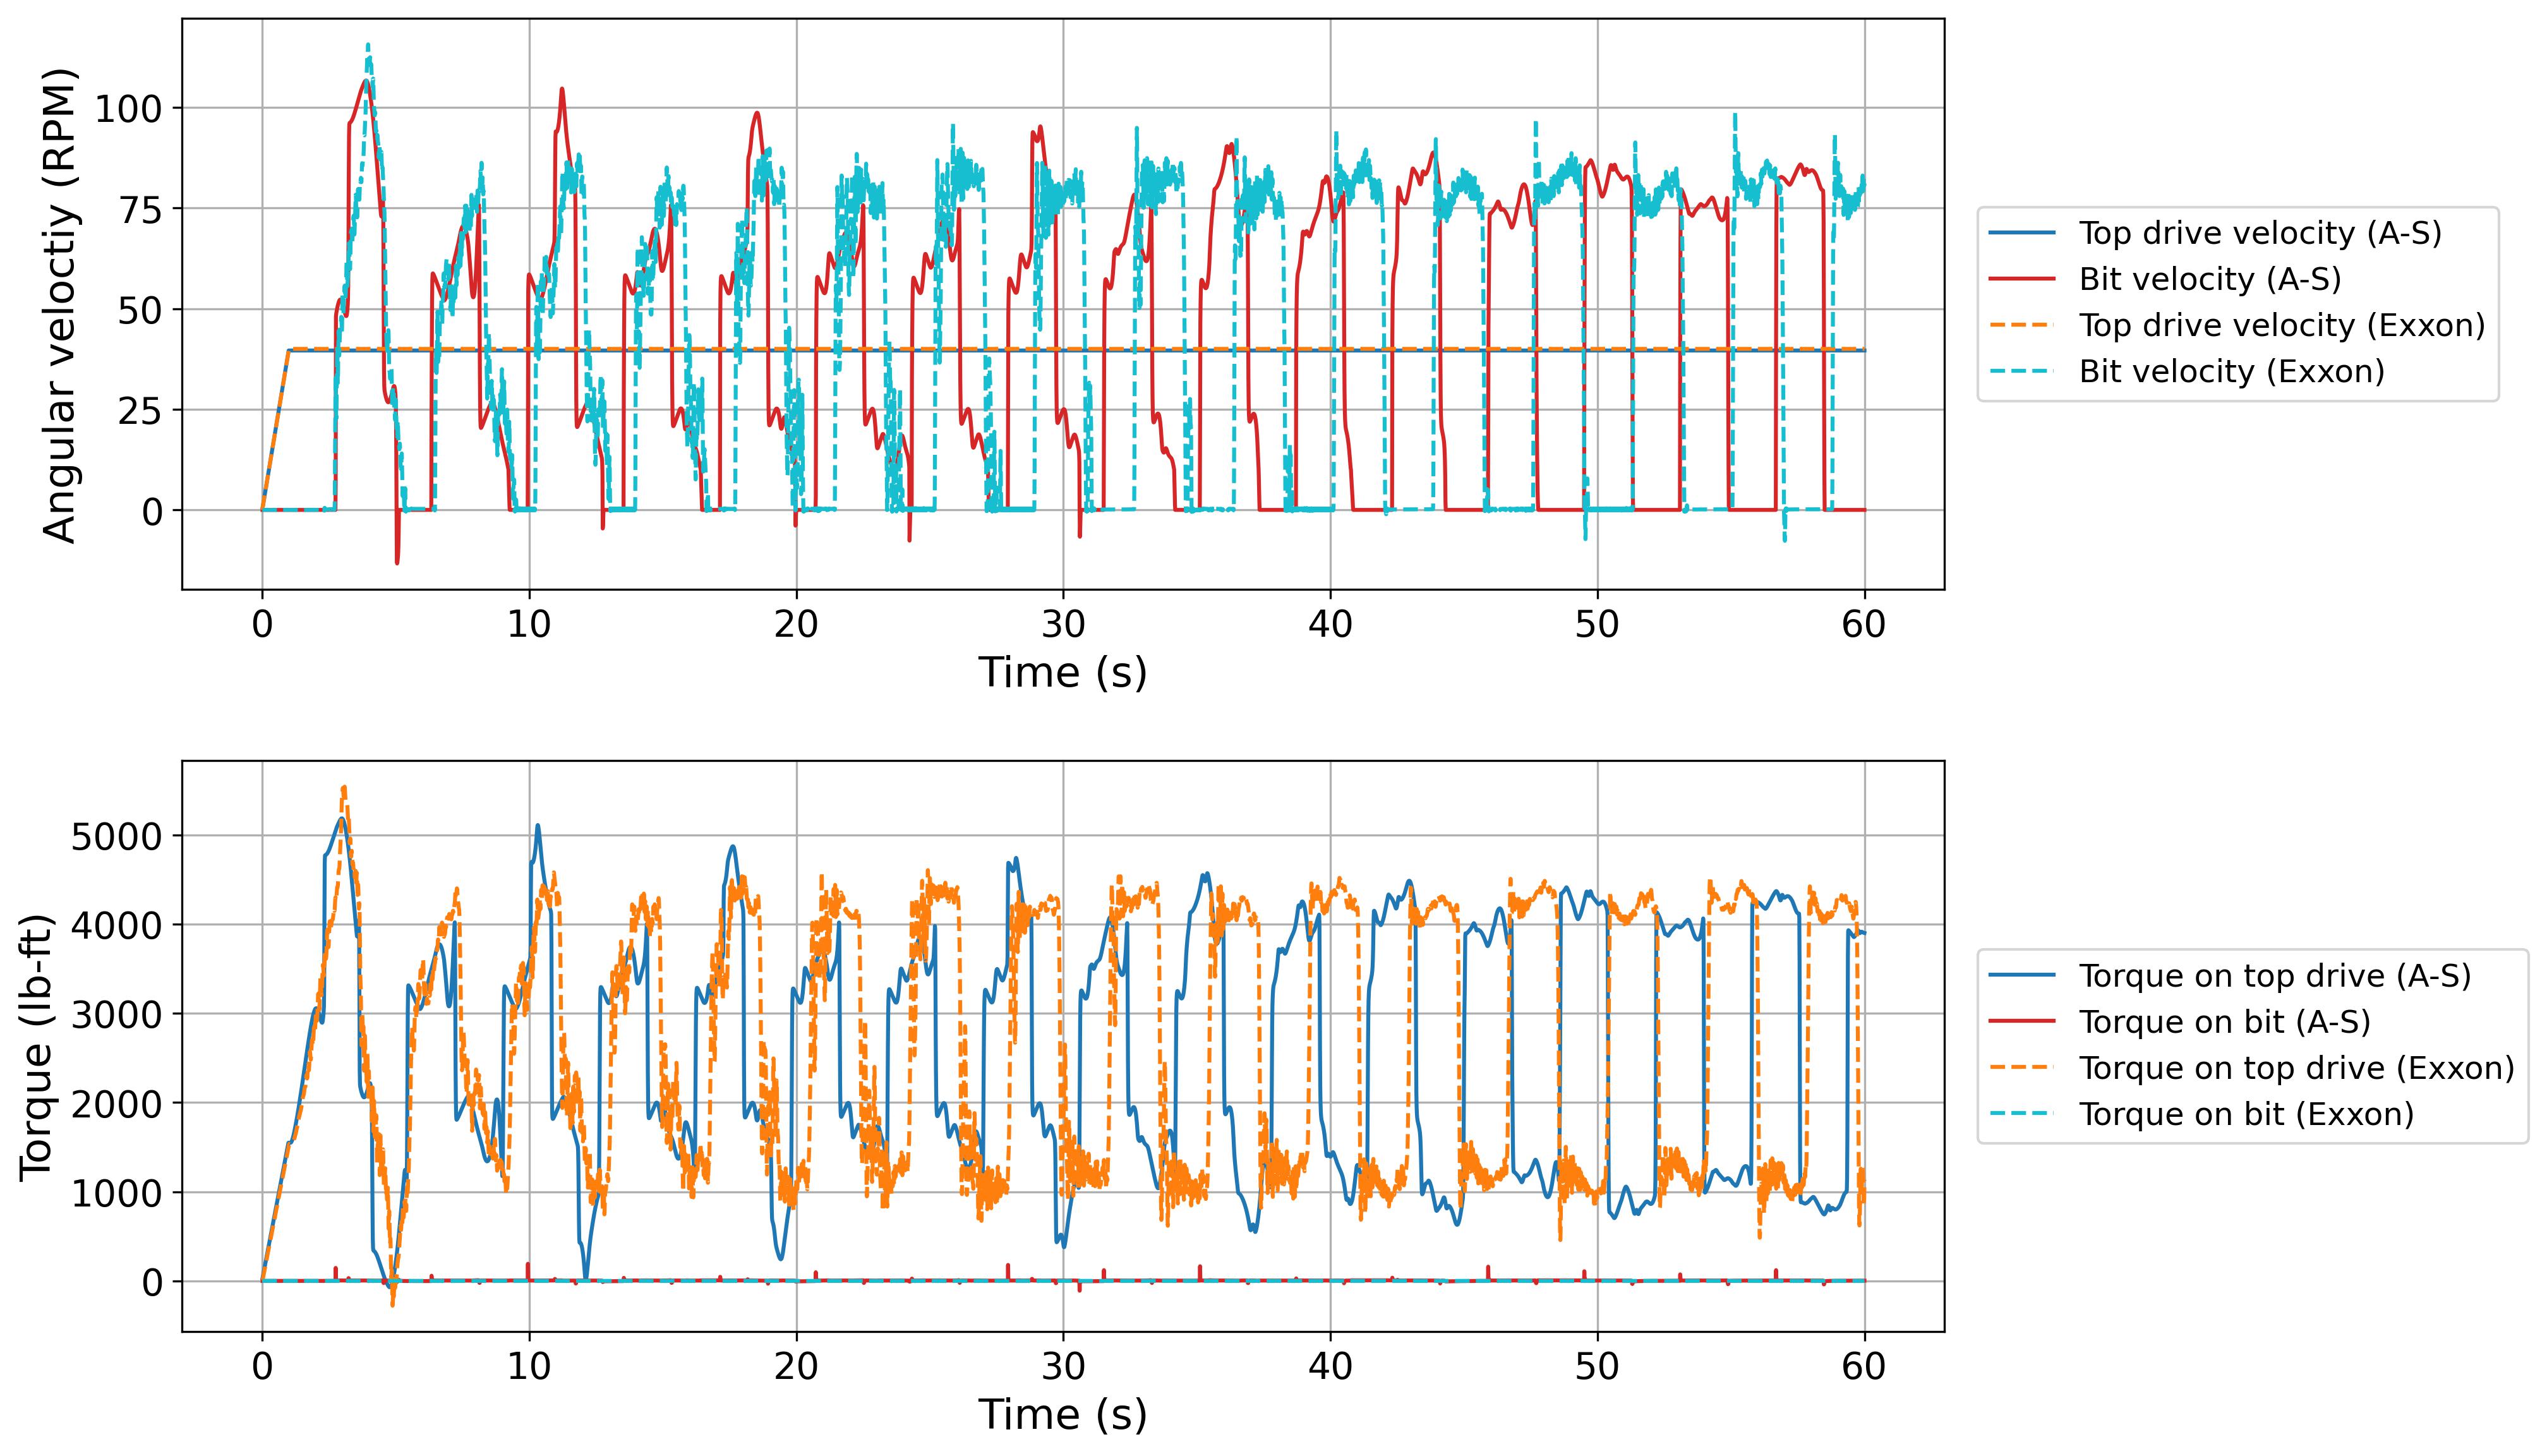 Angular veloctiy (RPM)
100
75
50
25
0
0 10 20 30 40 50 60
Time (s)
Top drive velocity (A-S)
Bit velocity (A-S)
Top drive velocity (Exxon)
Bit velocity (Exxon)
Torque (lb-ft)
5000
4000
3000
2000
1000
0
0 10 20 30 40 50 60
Time (s)
Torque on top drive (A-S)
Torque on bit (A-S)
Torque on top drive (Exxon)
Torque on bit (Exxon)